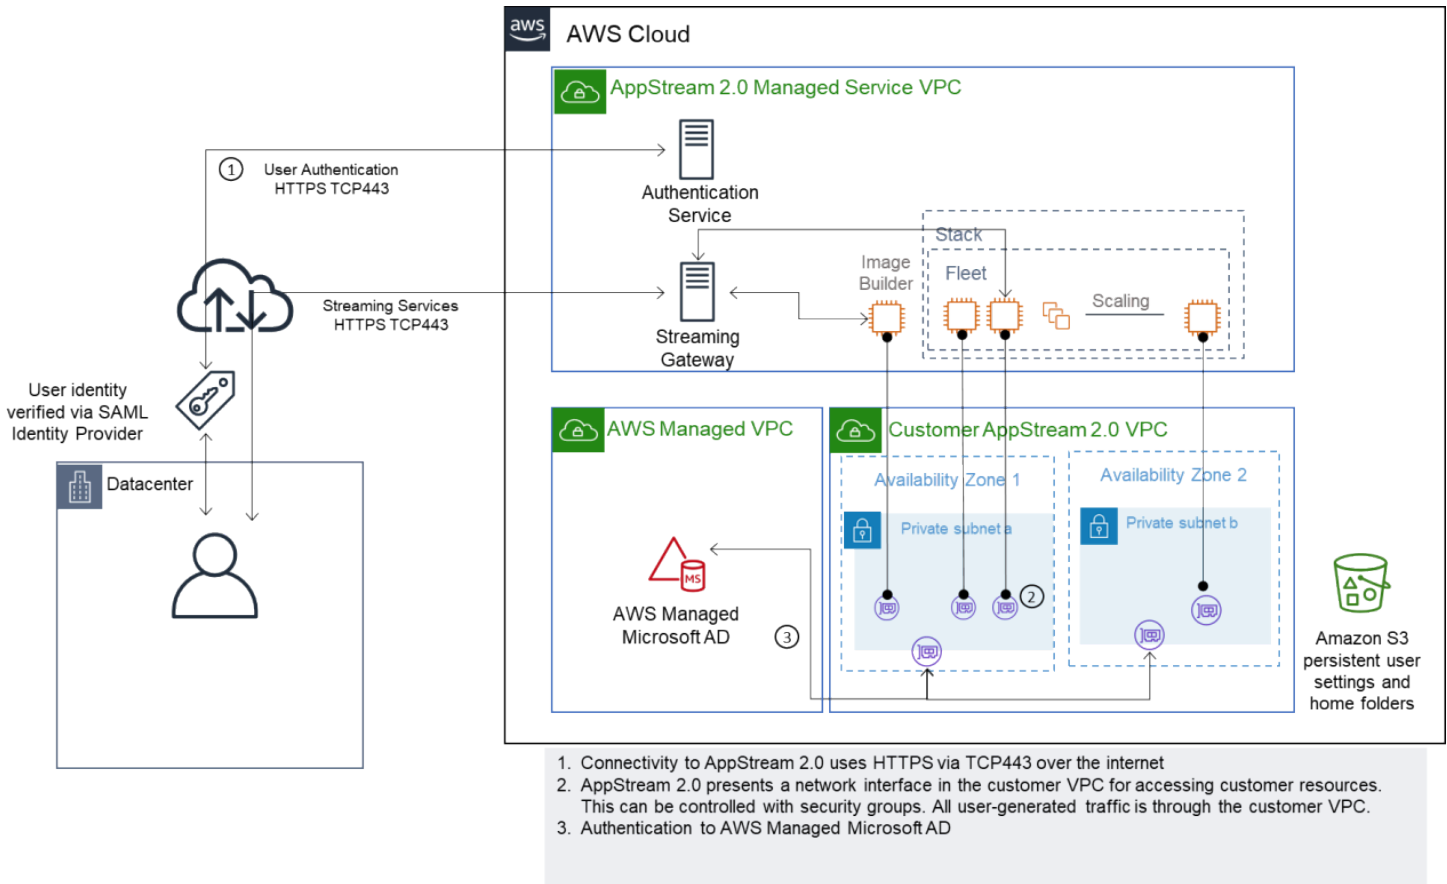 aws
AWS Cloud
AppStream 2.0 Managed Service VPC
1
User Authentication
HTTPS TCP443
Authentication
Service
Stack
Image
Builder
Fleet
Scaling
Streaming Services
HTTPS TCP443
Streaming
Gateway
User identity
verified via SAML
Identity Provider
AWS Managed VPC
Customer AppStream 2.0 VPC
Datacenter
Availability Zone 1
Availability Zone 2
Private subnet a
Private subnet b
MS
2
AWS Managed
Microsoft AD
3
Amazon S3
persistent user
settings and
home folders
1. Connectivity to AppStream 2.0 uses HTTPS via TCP443 over the internet
2. AppStream 2.0 presents a network interface in the customer VPC for accessing customer resources.
This can be controlled with security groups. All user-generated traffic is through the customer VPC.
3. Authentication to AWS Managed Microsoft AD